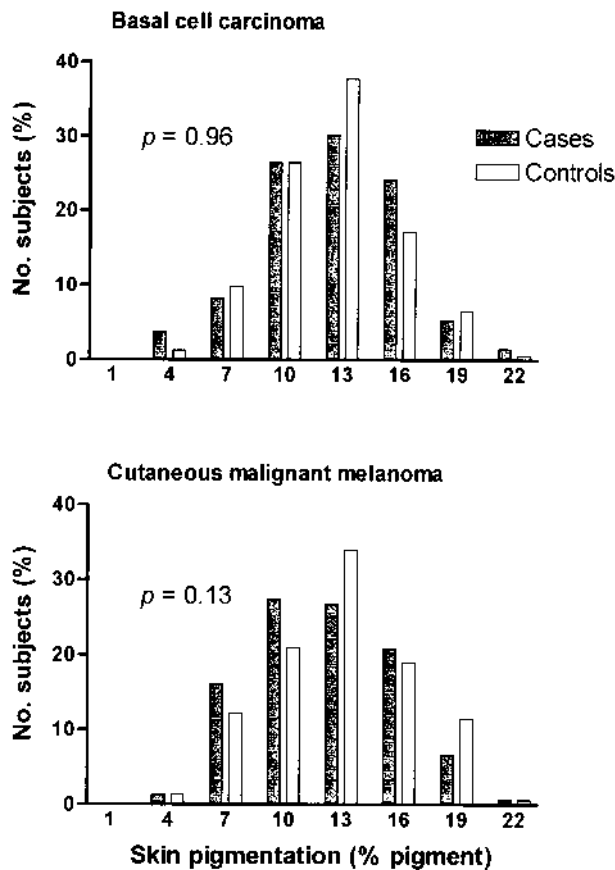 Basal cell carcinoma
40
30
20
10
0
No. subjects (%)
p = 0.96
Cases
Controls
1 4 7 10 13 16 19 22
Cutaneous malignant melanoma
40
30
20
10
0
No. subjects (%)
p = 0.13
1 4 7 10 13 16 19 22
Skin pigmentation (% pigment)